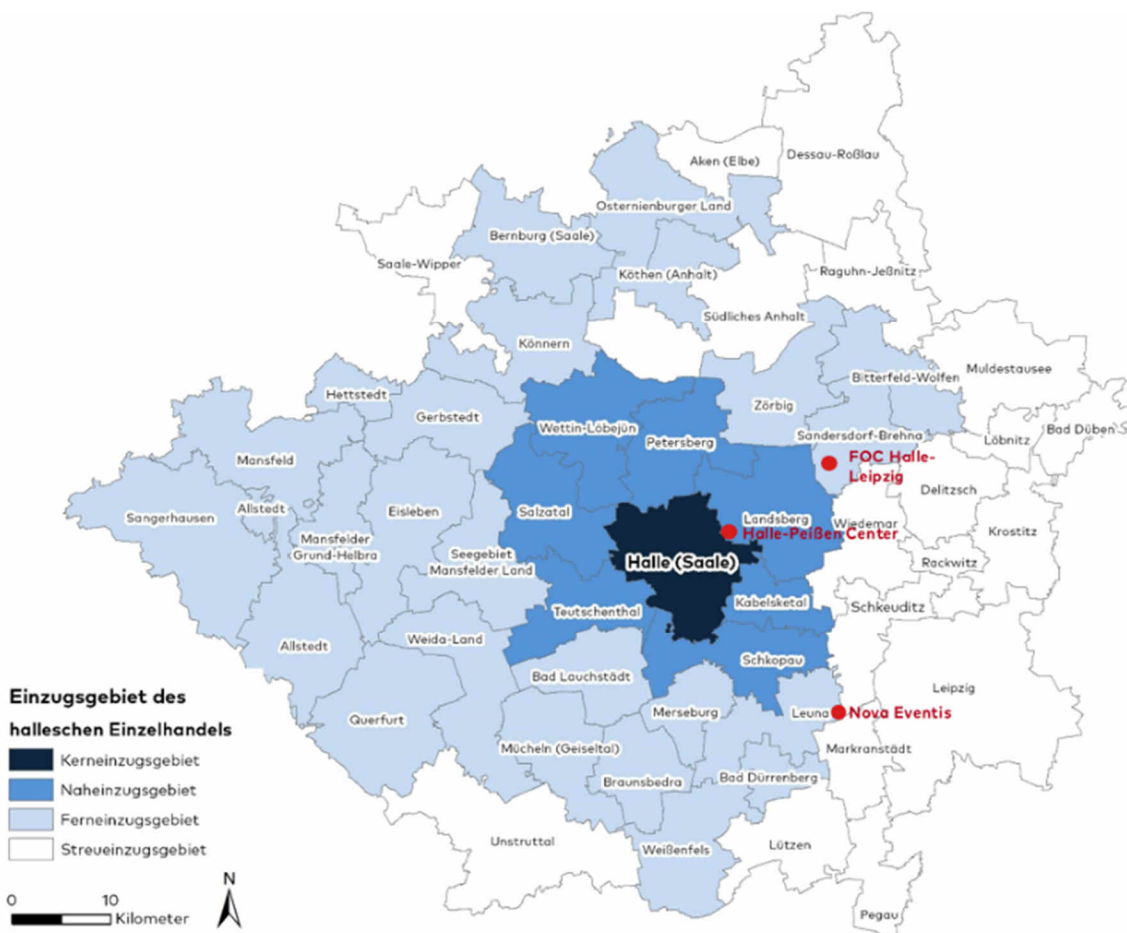 Dessau-Roßlau
Aken (Elbe)
Osternienburger Land
Bernburg (Saale)
Saale-Wipper
Köthen (Anhalt)
Raguhn-Jeßnitz
Südliches Anhalt
Könnern
Muldestausee
Bitterfeld-Wolfen
Hettstedt
Zörbig
Gerbstedt
Wettin-Löbejün
Petersberg
Sandersdorf-Brehna
Löbnitz
Bad Düben
Mansfeld
FOC Halle-
Leipzig
Delitzsch
Sangerhausen
Allstedt
Eisleben
Salzatal
Landsberg
Wiedemar
Krostitz
Halle-Peißen Center
Mansfelder
Grund-Helbra
Seegebiet
Mansfelder Land
Halle (Saale)
Rackwitz
Teutschenthal
Kabelsketal
Schkeuditz
Weida-Land
Allstedt
Schkopau
Bad Lauchstädt
Leipzig
Querfurt
Merseburg
Leuna
Nova Eventis
Mücheln (Geiseltal)
Markranstädt
Braunsbedra
Bad Dürrenberg
Unstruttal
Weißenfels
Lützen
Pegau
Einzugsgebiet des
halleschen Einzelhandels
Kerneinzugsgebiet
Naheinzugsgebiet
Ferneinzugsgebiet
Streueinzugsgebiet
0 10
Kilometer
N